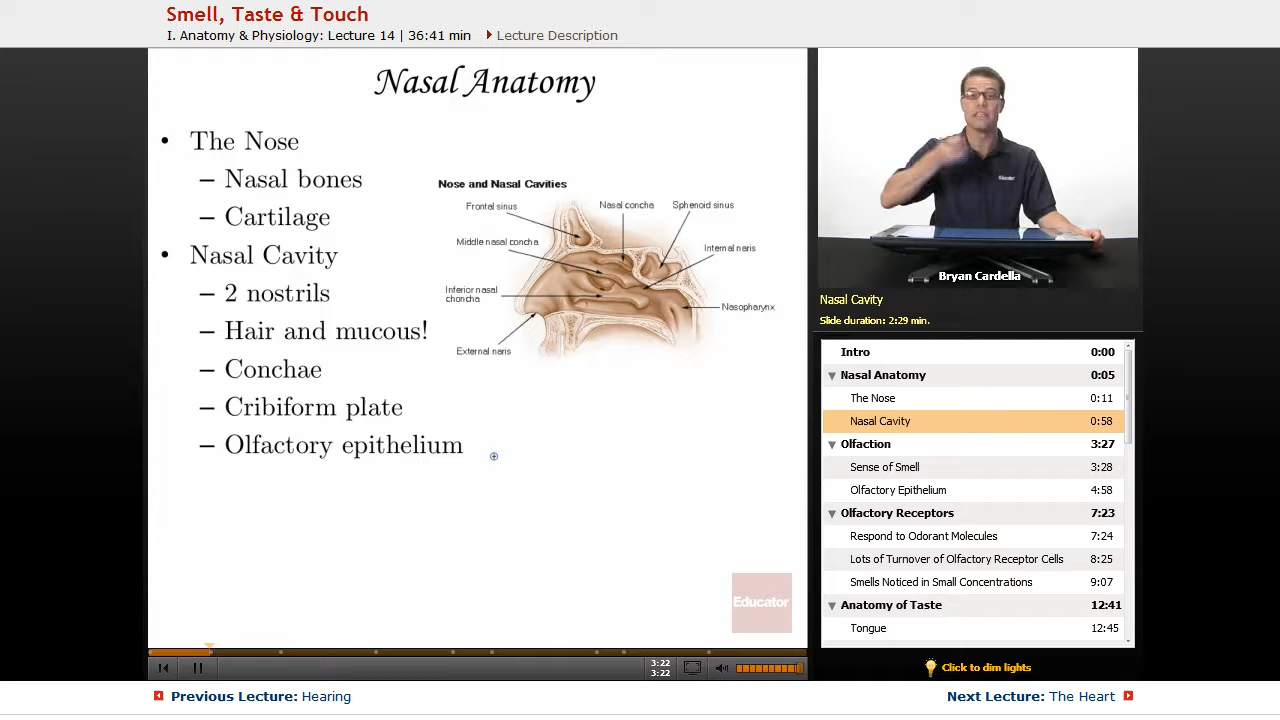 Smell, Taste & Touch
I. Anatomy & Physiology: Lecture 14 | 36:41 min
Lecture Description
Nasal Anatomy
• The Nose
– Nasal bones
– Cartilage
• Nasal Cavity
– 2 nostrils
– Hair and mucous!
– Conchae
– Cribiform plate
– Olfactory epithelium
Nose and Nasal Cavities
Frontal sinus
Nasal concha
Sphenoid sinus
Middle nasal concha
Internal naris
Inferior nasal
choncha
Nasopharynx
External naris
Educator
Bryan Cardella
Nasal Cavity
Slide duration: 2:29 min.
Intro 0:00
Nasal Anatomy 0:05
The Nose 0:11
Nasal Cavity 0:58
Olfaction 3:27
Sense of Smell 3:28
Olfactory Epithelium 4:58
Olfactory Receptors 7:23
Respond to Odorant Molecules 7:24
Lots of Turnover of Olfactory Receptor Cells 8:25
Smells Noticed in Small Concentrations 9:07
Anatomy of Taste 12:41
Tongue 12:45
3:22
3:22
Click to dim lights
Previous Lecture: Hearing
Next Lecture: The Heart